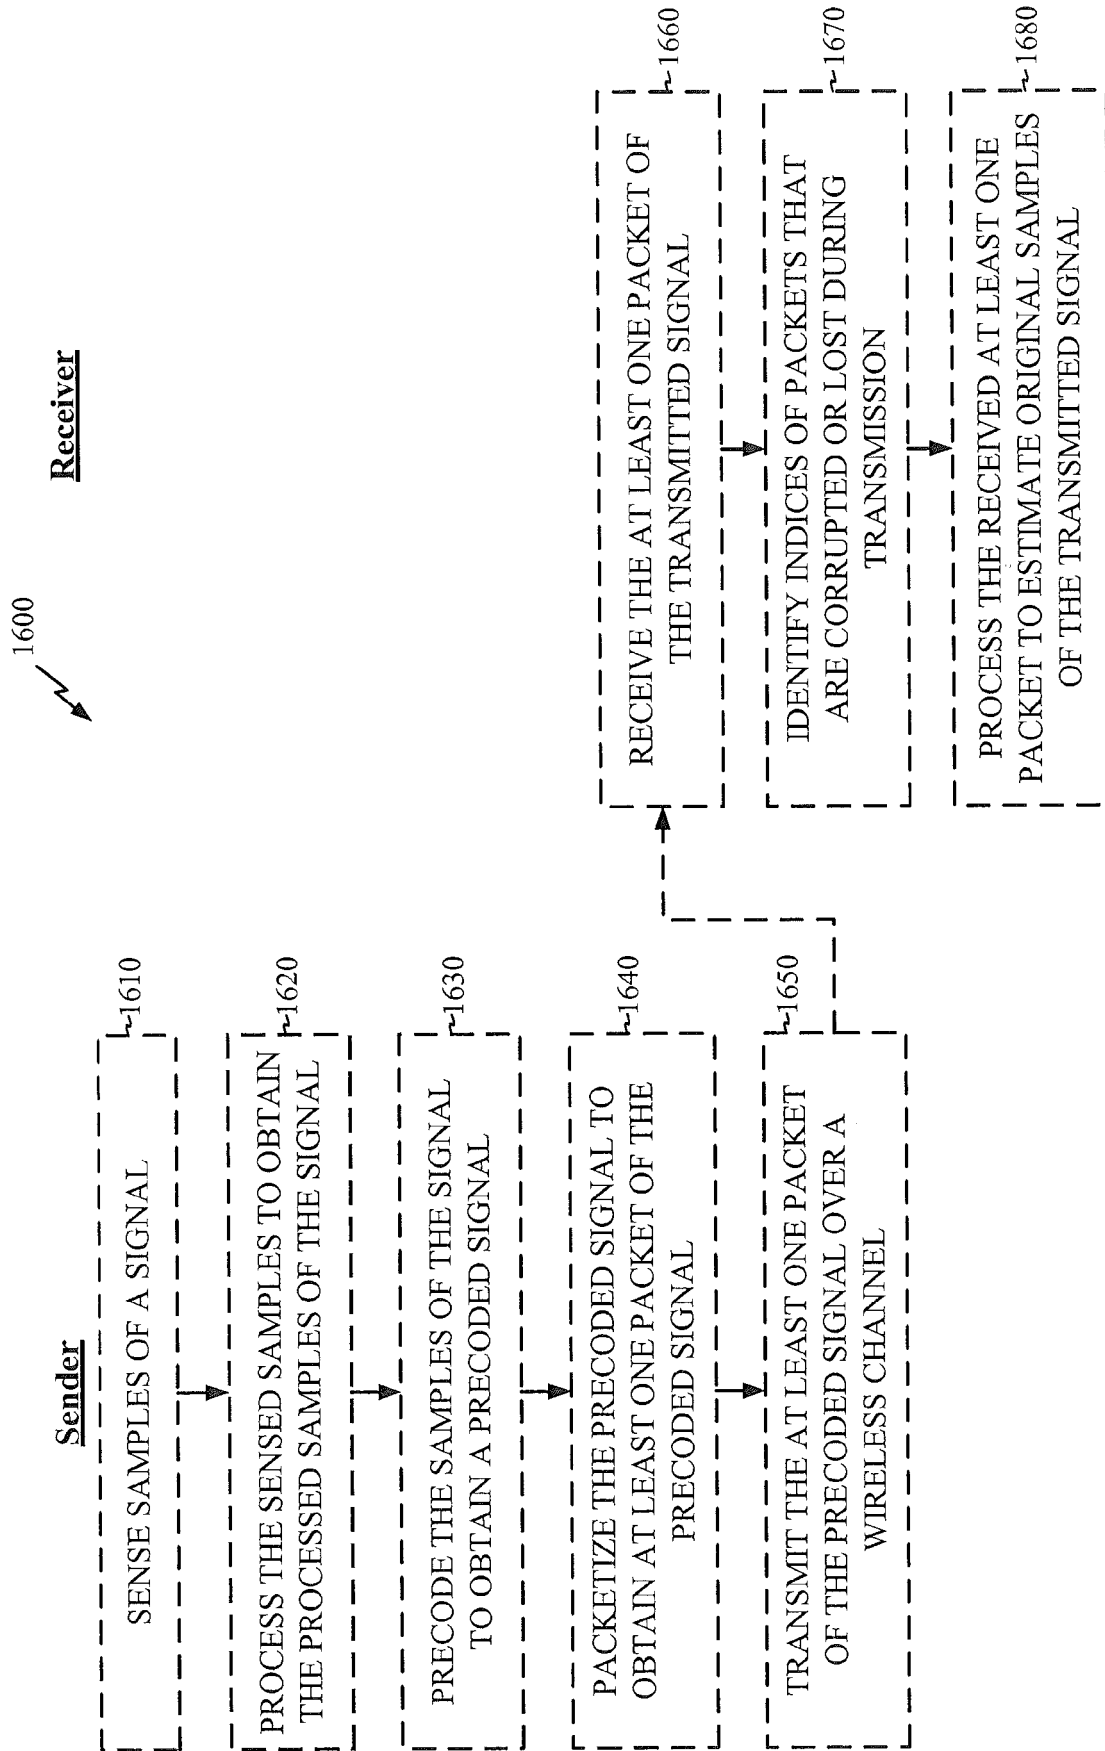 1600
Sender
SENSE SAMPLES OF A SIGNAL
1610
PROCESS THE SENSED SAMPLES TO OBTAIN
THE PROCESSED SAMPLES OF THE SIGNAL
1620
PRECODE THE SAMPLES OF THE SIGNAL
TO OBTAIN A PRECODED SIGNAL
1630
PACKETIZE THE PRECODED SIGNAL TO
OBTAIN AT LEAST ONE PACKET OF THE
PRECODED SIGNAL
1640
TRANSMIT THE AT LEAST ONE PACKET
OF THE PRECODED SIGNAL OVER A
WIRELESS CHANNEL
1650
Receiver
RECEIVE THE AT LEAST ONE PACKET OF
THE TRANSMITTED SIGNAL
1660
IDENTIFY INDICES OF PACKETS THAT
ARE CORRUPTED OR LOST DURING
TRANSMISSION
1670
PROCESS THE RECEIVED AT LEAST ONE
PACKET TO ESTIMATE ORIGINAL SAMPLES
OF THE TRANSMITTED SIGNAL
1680